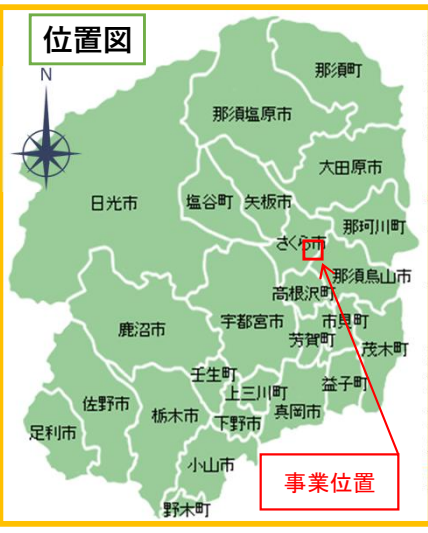 位置図
N
那須町
那須塩原市
大田原市
日光市
塩谷町
矢板市
那珂川町
さくら市
那須烏山市
高根沢町
鹿沼市
宇都宮市
市貝町
芳賀町
茂木町
壬生町
上三川町
益子町
佐野市
栃木市
下野市
真岡市
足利市
小山市
事業位置
野木町